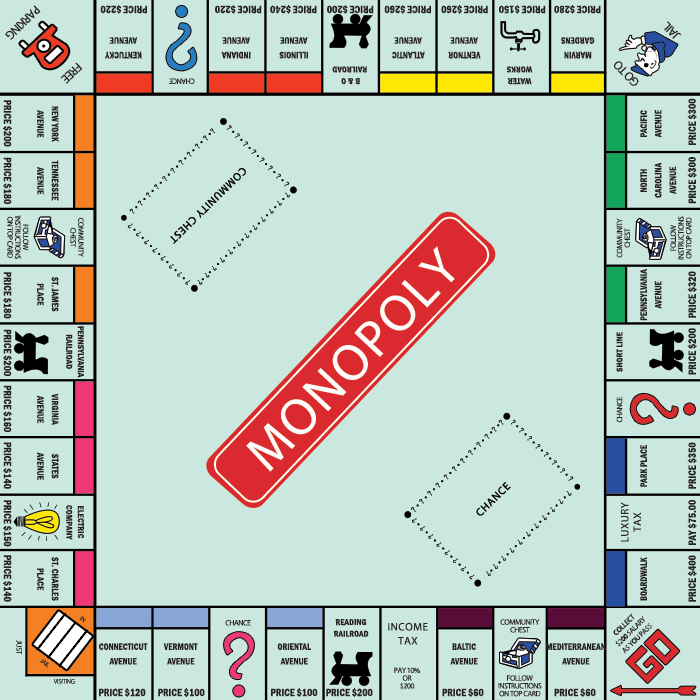 FREE
PARKING
KENTUCKY
AVENUE
PRICE $220
CHANCE
INDIANA
AVENUE
PRICE $220
ILLINOIS
AVENUE
PRICE $240
B & O
RAILROAD
PRICE $200
ATLANTIC
AVENUE
PRICE $260
VENTNOR
AVENUE
PRICE $260
WATER
WORKS
PRICE $150
MARVIN
GARDENS
PRICE $280
GO TO
JAIL
NEW YORK
AVENUE
PRICE $200
TENNESSEE
AVENUE
PRICE $180
COMMUNITY
CHEST
FOLLOW
INSTRUCTIONS
ON TOP CARD
ST. JAMES
PLACE
PRICE $180
PENNSYLVANIA
RAILROAD
PRICE $200
VIRGINIA
AVENUE
PRICE $160
STATES
AVENUE
PRICE $140
ELECTRIC
COMPANY
PRICE $150
ST. CHARLES
PLACE
PRICE $140
COMMUNITY CHEST
MONOPOLY
CHANCE
PACIFIC
AVENUE
PRICE $300
NORTH
CAROLINA
AVENUE
PRICE $300
COMMUNITY
CHEST
FOLLOW
INSTRUCTIONS
ON TOP CARD
PENNSYLVANIA
AVENUE
PRICE $320
SHORT LINE
PRICE $200
CHANCE
PARK PLACE
PRICE $350
LUXURY
TAX
PAY $75.00
BOARDWALK
PRICE $400
IN
JAIL
JUST
VISITING
CONNECTICUT
AVENUE
PRICE $120
VERMONT
AVENUE
PRICE $100
CHANCE
ORIENTAL
AVENUE
PRICE $100
READING
RAILROAD
PRICE $200
INCOME
TAX
PAY 10%
OR
$200
BALTIC
AVENUE
PRICE $60
COMMUNITY
CHEST
FOLLOW
INSTRUCTIONS
ON TOP CARD
MEDITERRANEAN
AVENUE
PRICE $60
COLLECT
$200 SALARY
AS YOU PASS
GO